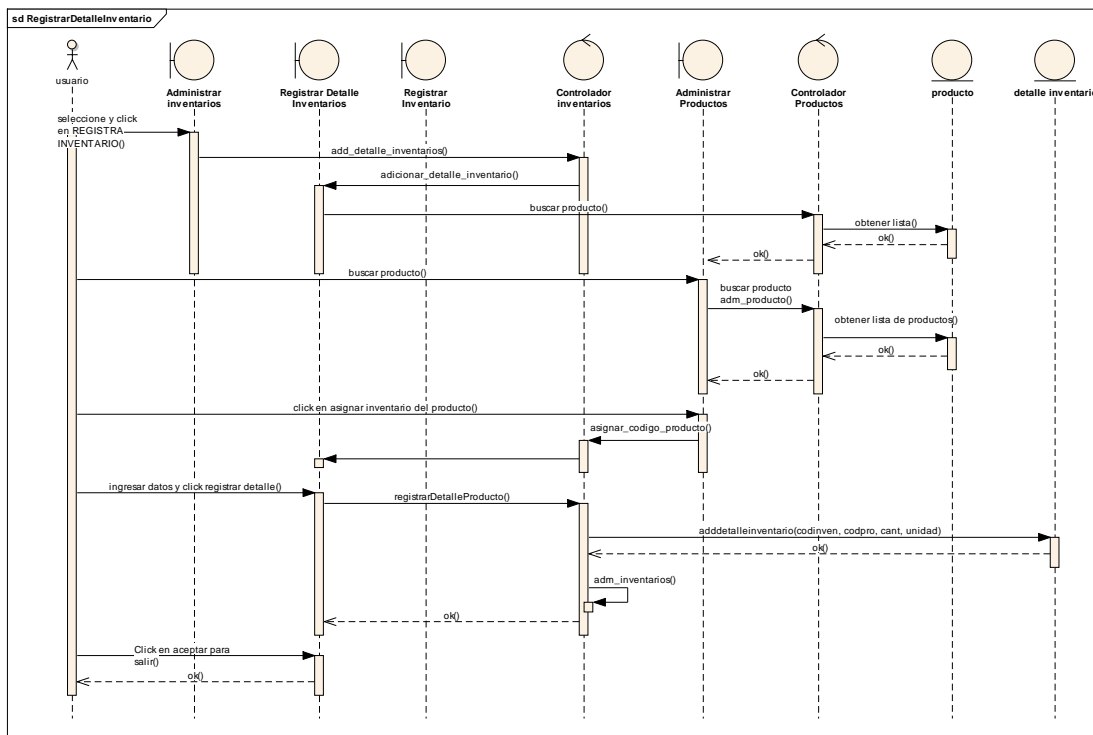 sd RegistrarDetalleInventario
usuario
Administrar
inventarios
Registrar Detalle
Inventarios
Registrar
Inventario
Controlador
inventarios
Administrar
Productos
Controlador
Productos
producto
detalle inventario
seleccione y click
en REGISTRA
INVENTARIO()
add_detalle_inventarios()
adicionar_detalle_inventario()
buscar producto()
obtener lista()
ok()
ok()
buscar producto()
buscar producto
adm_producto()
obtener lista de productos()
ok()
ok()
click en asignar inventario del producto()
asignar_codigo_producto()
ingresar datos y click registrar detalle()
registrarDetalleProducto()
adddetalleinventario(codinven, codpro, cant, unidad)
ok()
adm_inventarios()
ok()
Click en aceptar para
salir()
ok()